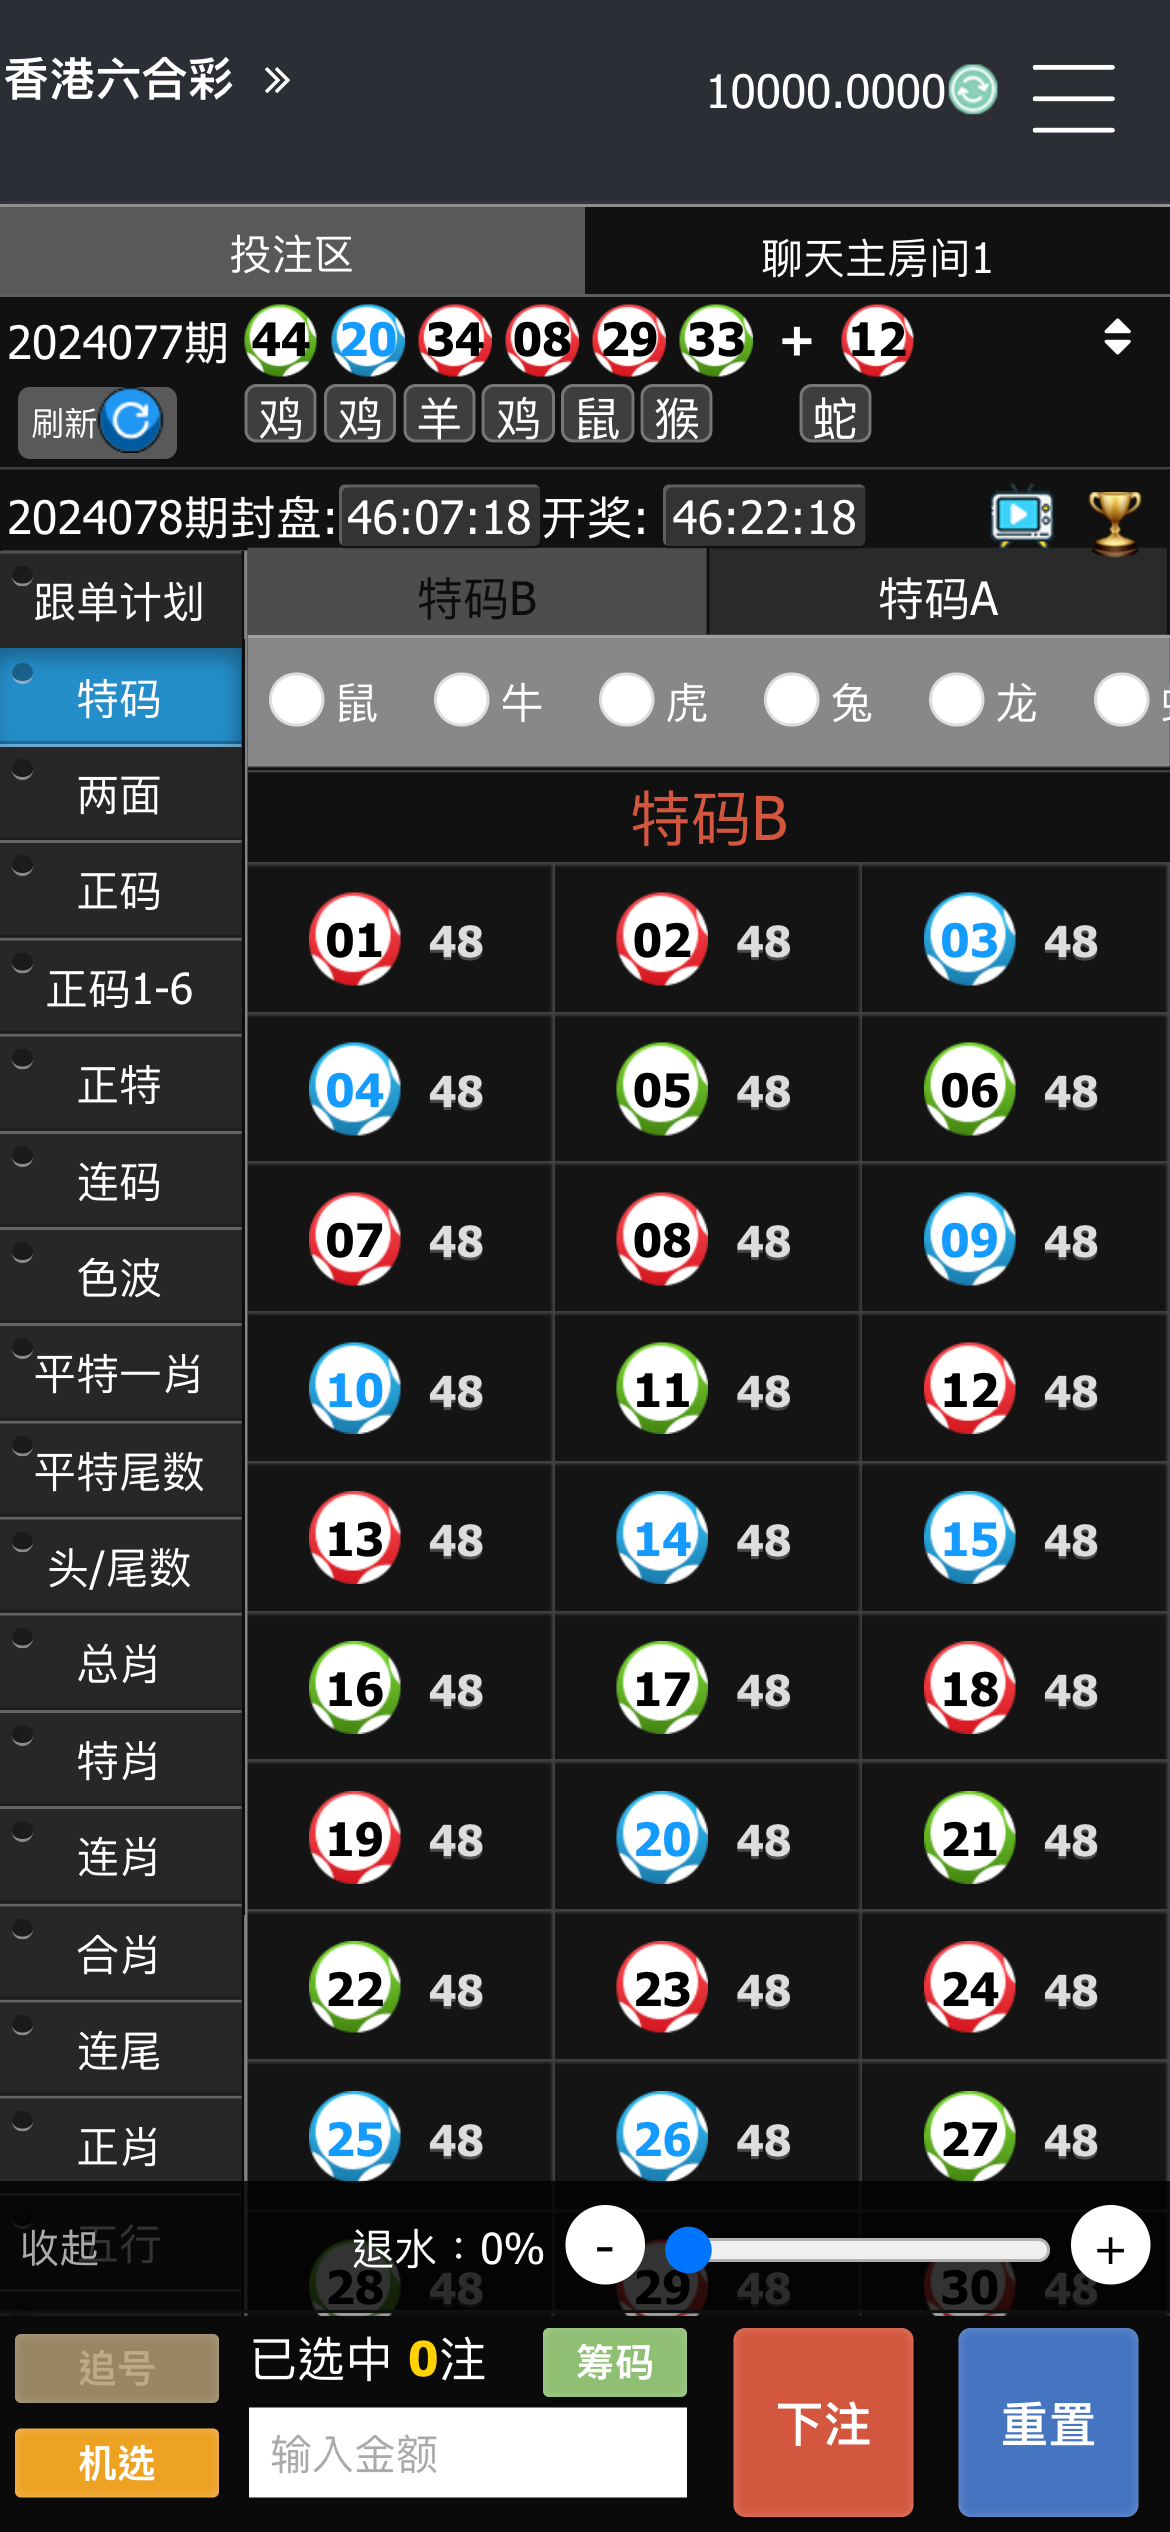 香港六合彩 »
10000.0000
投注区 聊天主房间1
2024077期 44 20 34 08 29 33 + 12
刷新 鸡 鸡 羊 鸡 鼠 猴 蛇
2024078期封盘: 46:07:18 开奖: 46:22:18
跟单计划
特码
两面
正码
正码1-6
正特
连码
色波
平特一肖
平特尾数
头/尾数
总肖
特肖
连肖
合肖
连尾
正肖
五行
特码B 特码A
鼠 牛 虎 兔 龙
特码B
01 48 02 48 03 48
04 48 05 48 06 48
07 48 08 48 09 48
10 48 11 48 12 48
13 48 14 48 15 48
16 48 17 48 18 48
19 48 20 48 21 48
22 48 23 48 24 48
25 48 26 48 27 48
28 48 29 48 30 48
收起 退水：0% - +
追号 已选中 0注 筹码
机选 输入金额 下注 重置